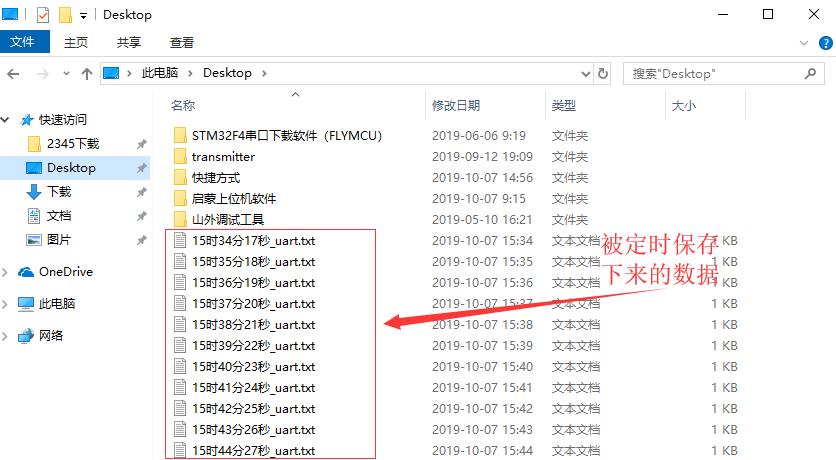 Desktop
文件 主页 共享 查看
此电脑 Desktop 搜索"Desktop"
名称 修改日期 类型 大小
快速访问
2345下载
Desktop
下载
文档
图片
OneDrive
此电脑
网络
STM32F4串口下载软件（FLYMCU） 2019-06-06 9:19 文件夹
transmitter 2019-09-12 19:09 文件夹
快捷方式 2019-10-07 14:56 文件夹
启蒙上位机软件 2019-10-07 9:15 文件夹
山外调试工具 2019-05-10 16:21 文件夹
15时34分17秒_uart.txt 2019-10-07 15:34 文本文档 1 KB
15时35分18秒_uart.txt 2019-10-07 15:35 文本文档 1 KB
15时36分19秒_uart.txt 2019-10-07 15:36 文本文档 1 KB
15时37分20秒_uart.txt 2019-10-07 15:37 文本文档 1 KB
15时38分21秒_uart.txt 2019-10-07 15:38 文本文档 1 KB
15时39分22秒_uart.txt 2019-10-07 15:39 文本文档 1 KB
15时40分23秒_uart.txt 2019-10-07 15:40 文本文档 1 KB
15时41分24秒_uart.txt 2019-10-07 15:41 文本文档 1 KB
15时42分25秒_uart.txt 2019-10-07 15:42 文本文档 1 KB
15时43分26秒_uart.txt 2019-10-07 15:43 文本文档 1 KB
15时44分27秒_uart.txt 2019-10-07 15:44 文本文档 1 KB
被定时保存
下来的数据